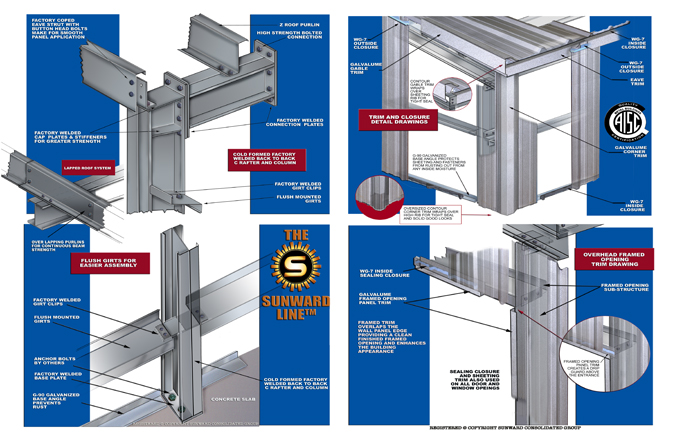 FACTORY COPED
EAVE STRUT WITH
BUTTON HEAD BOLTS
MAKE FOR SMOOTH
PANEL APPLICATION
Z ROOF PURLIN
HIGH STRENGTH BOLTED
CONNECTION
FACTORY WELDED
CAP PLATES & STIFFENERS
FOR GREATER STRENGTH
FACTORY WELDED
CONNECTION PLATES
LAPPED ROOF SYSTEM
COLD FORMED FACTORY
WELDED BACK TO BACK
C RAFTER AND COLUMN
FACTORY WELDED
GIRT CLIPS
FLUSH MOUNTED
GIRTS
OVER LAPPING PURLINS
FOR CONTINUOUS BEAM
STRENGTH
WG-7
OUTSIDE
CLOSURE
GALVALUME
GABLE
TRIM
WG-7
INSIDE
CLOSURE
WG-7
OUTSIDE
CLOSURE
EAVE
TRIM
CONTOUR
GABLE TRIM
WRAPS
OVER
SHEETING
RIB FOR
TIGHT SEAL
TRIM AND CLOSURE
DETAIL DRAWINGS
AISC
GALVALUME
CORNER
TRIM
G-90 GALVANIZED
BASE ANGLE PROTECTS
SHEETING AND FASTENERS
FROM RUSTING OUT FROM
ANY INSIDE MOISTURE
OVERSIZED CONTOUR
CORNER TRIM WRAPS OVER
HIGH RIB FOR TIGHT SEAL
AND SOLID GOOD LOOKS
WG-7
INSIDE
CLOSURE
FLUSH GIRTS FOR
EASIER ASSEMBLY
THE
S
SUNWARD
LINE™
FACTORY WELDED
GIRT CLIPS
FLUSH MOUNTED
GIRTS
ANCHOR BOLTS
BY OTHERS
FACTORY WELDED
BASE PLATE
G-90 GALVANIZED
BASE ANGLE
PREVENTS
RUST
COLD FORMED FACTORY
WELDED BACK TO BACK
C RAFTER AND COLUMN
CONCRETE SLAB
WG-7 INSIDE
SEALING CLOSURE
GALVALUME
FRAMED OPENING
PANEL TRIM
FRAMED TRIM
OVERLAPS THE
WALL PANEL EDGE
PROVIDING A CLEAN
FINISHED FRAMED
OPENING AND ENHANCES
THE BUILDING
APPEARANCE
OVERHEAD FRAMED
OPENING
TRIM DRAWING
FRAMED OPENING
SUB-STRUCTURE
FRAMED OPENING
PANEL TRIM
CREATES A DRIP
GUARD ABOVE
THE ENTRANCE
SEALING CLOSURE
AND SHEETING
TRIM ALSO USED
ON ALL DOOR AND
WINDOW OPEINGS
REGISTERED © COPYRIGHT SUNWARD CONSOLIDATED GROUP